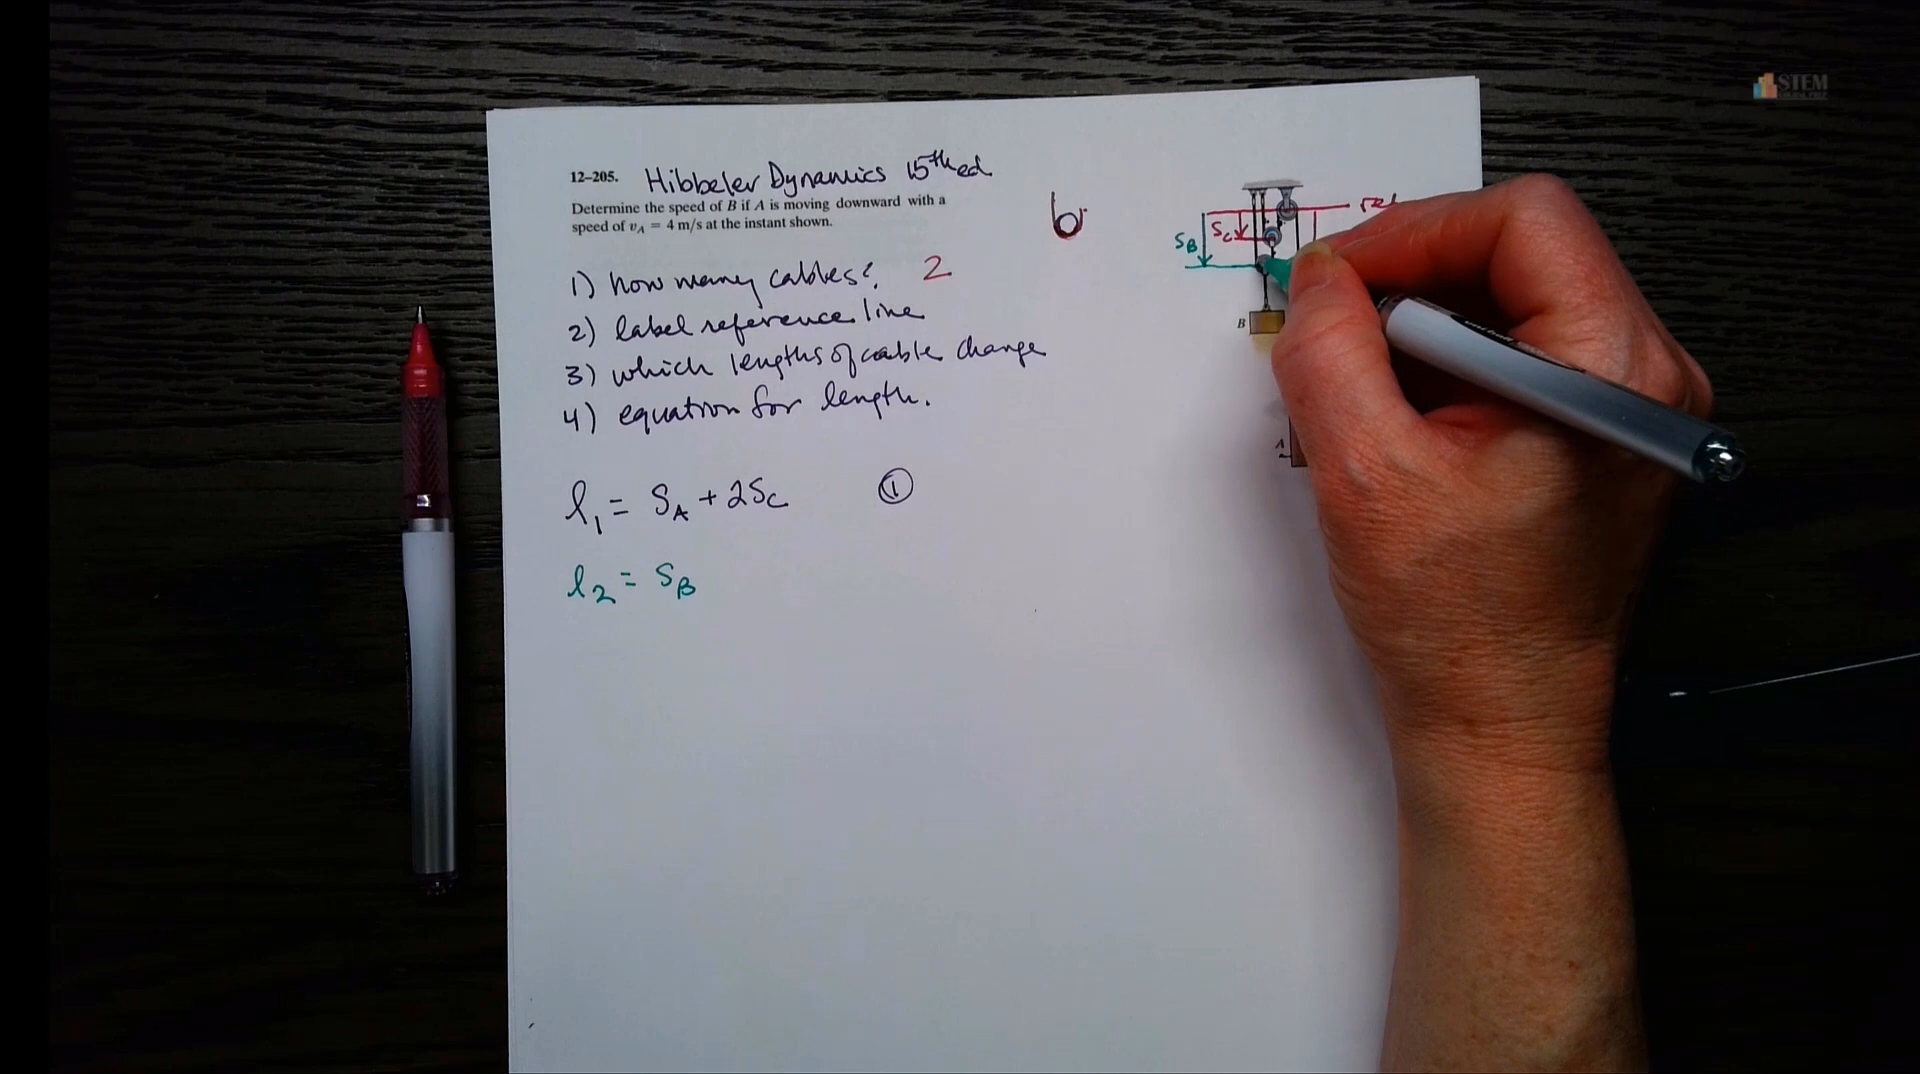 STEM
12–205. Hibbeler Dynamics 15th ed
Determine the speed of B if A is moving downward with a
speed of vA = 4 m/s at the instant shown.
1) how many cables? 2
2) label reference line
3) which lengths of cable change
4) equation for length.
l1 = SA + 2SC ①
l2 = SB
SB
SC
B
A